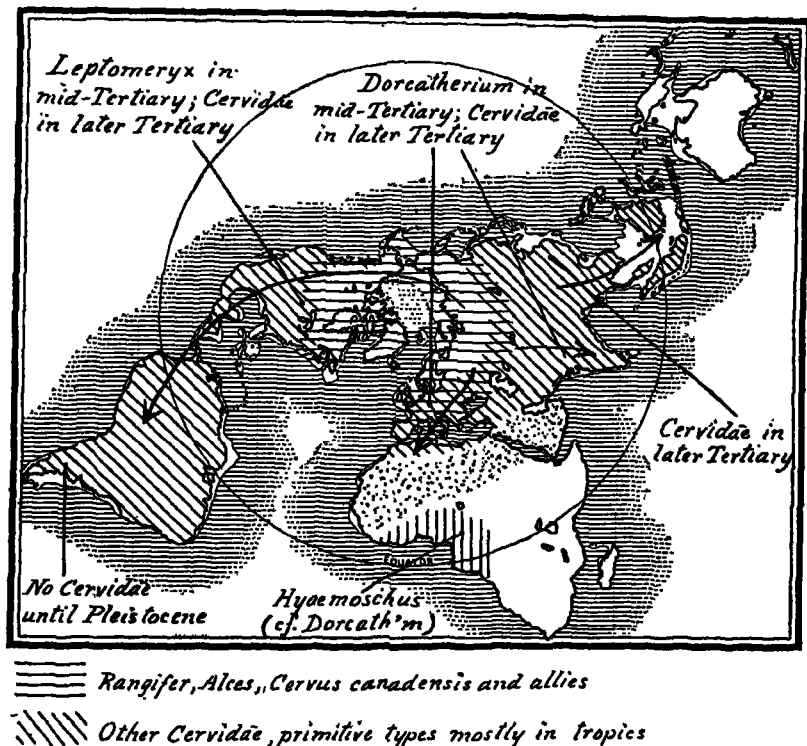 Leptomeryx in
mid-Tertiary; Cervidae
in later Tertiary
Dorcatherium in
mid-Tertiary; Cervidae
in later Tertiary
Cervidae in
later Tertiary
EQUATOR
No Cervidae
until Pleistocene
Hyaemoschus
(cf. Dorcath'm)
Rangifer, Alces,, Cervus canadensis and allies
Other Cervidae, primitive types mostly in tropics